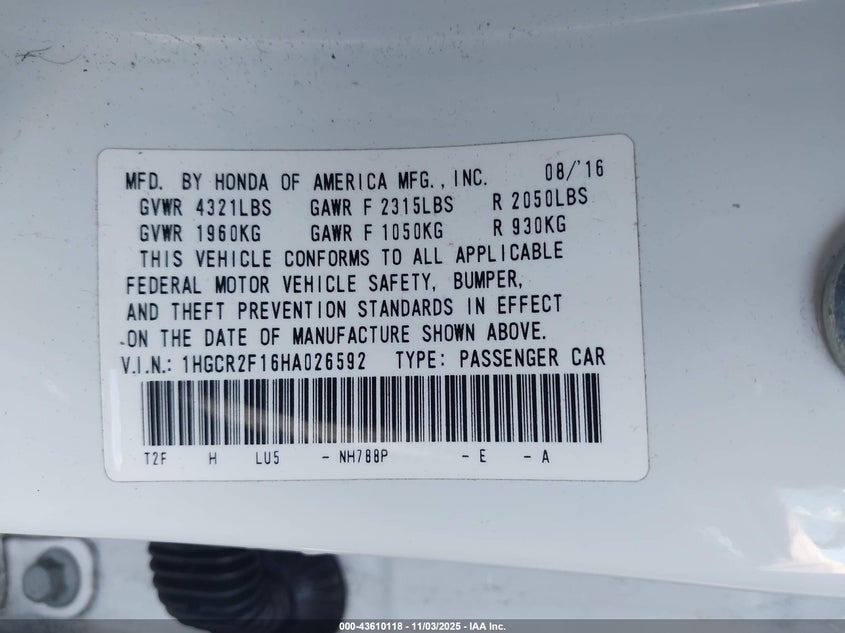 MFD. BY HONDA OF AMERICA MFG., INC. 08/'16
GVWR 4321LBS GAWR F 2315LBS R 2050LBS
GVWR 1960KG GAWR F 1050KG R 930KG
THIS VEHICLE CONFORMS TO ALL APPLICABLE
FEDERAL MOTOR VEHICLE SAFETY, BUMPER,
AND THEFT PREVENTION STANDARDS IN EFFECT
ON THE DATE OF MANUFACTURE SHOWN ABOVE.
V.I.N.: 1HGCR2F16HA026592 TYPE: PASSENGER CAR
T2F H LU5 - NH788P - E - A
000-43610118 - 11/03/2025 - IAA Inc.